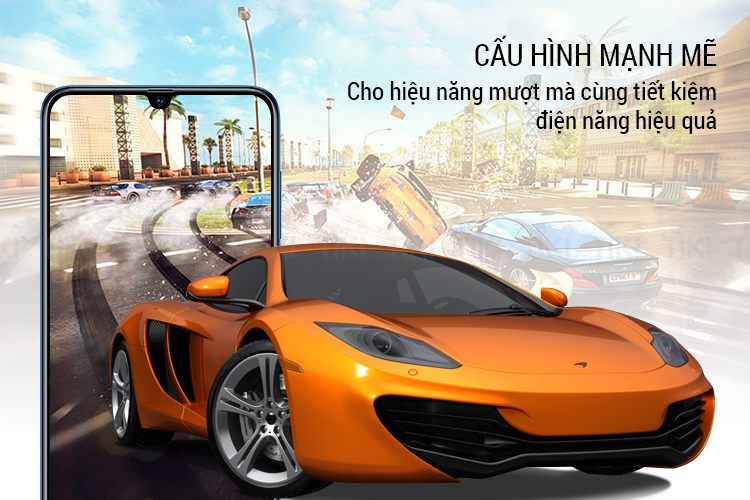 CẤU HÌNH MẠNH MẼ
Cho hiệu năng mượt mà cùng tiết kiệm
điện năng hiệu quả